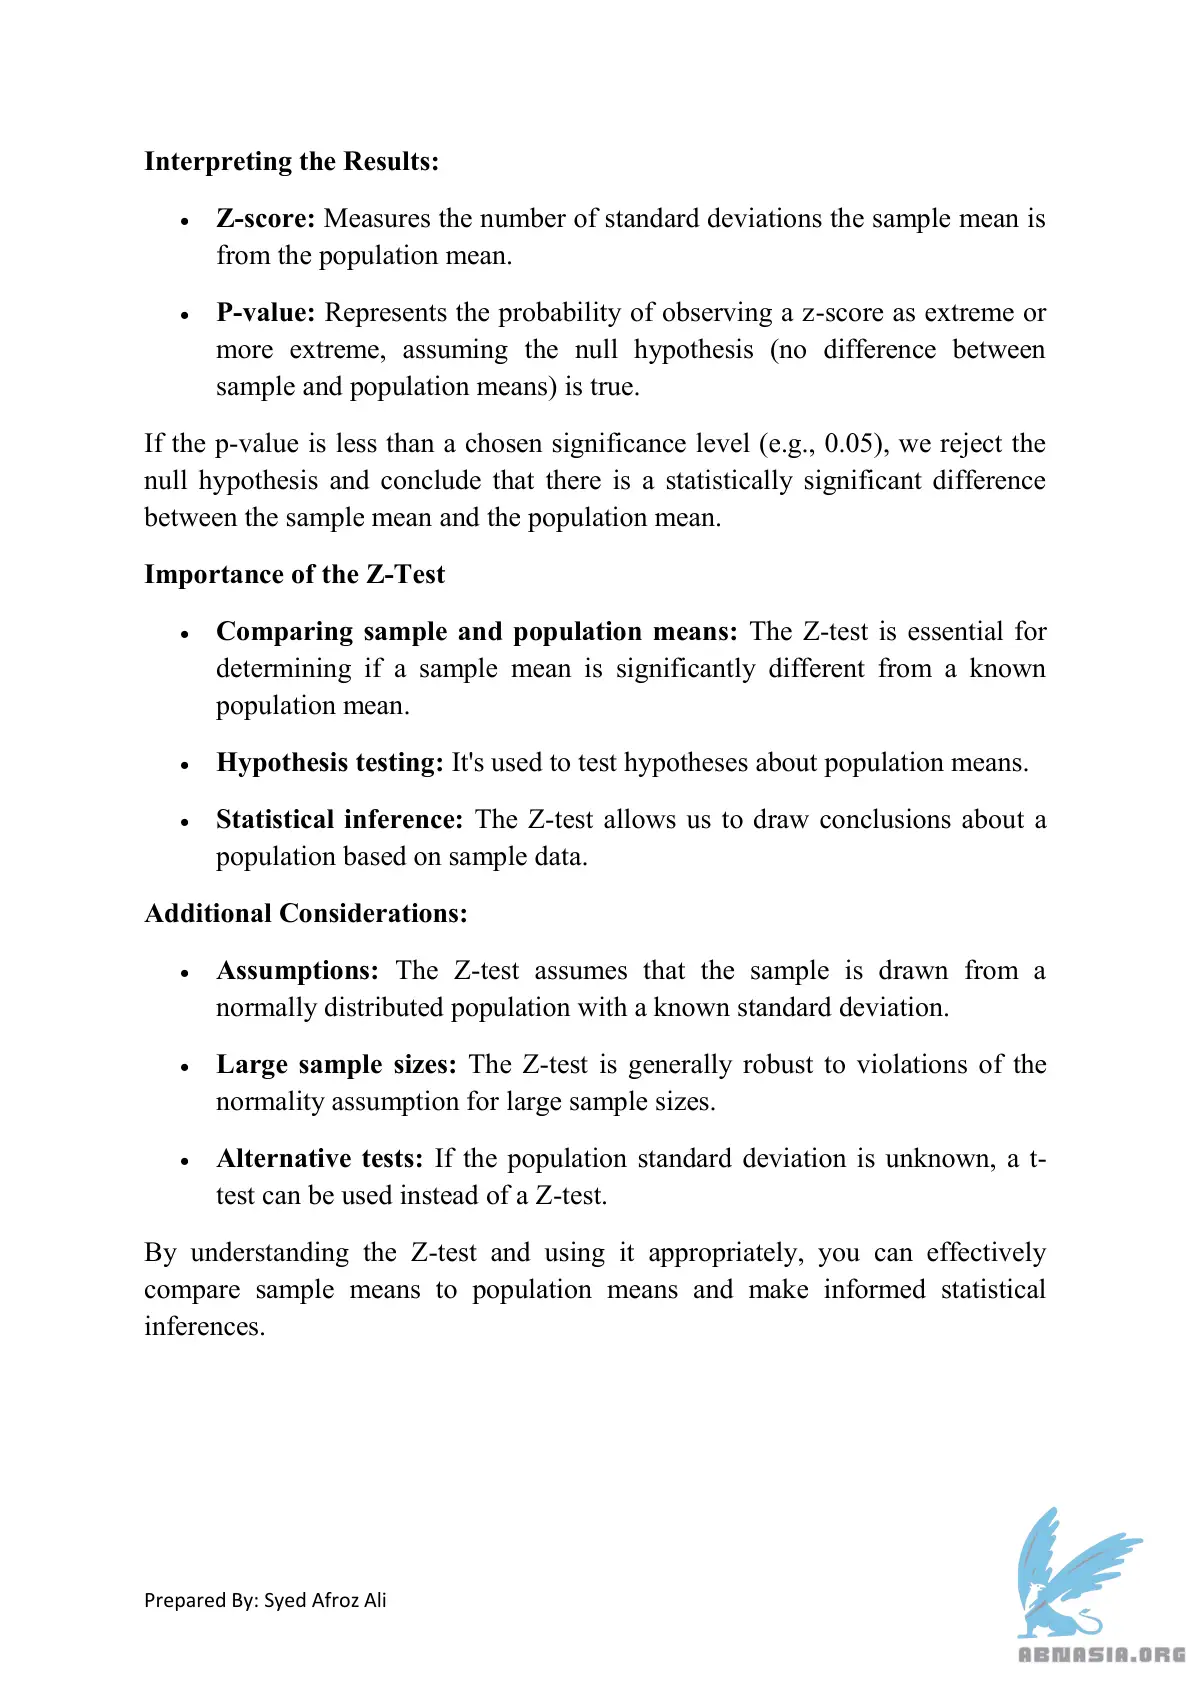 Interpreting the Results:
• Z-score: Measures the number of standard deviations the sample mean is
from the population mean.
• P-value: Represents the probability of observing a z-score as extreme or
more extreme, assuming the null hypothesis (no difference between
sample and population means) is true.
If the p-value is less than a chosen significance level (e.g., 0.05), we reject the
null hypothesis and conclude that there is a statistically significant difference
between the sample mean and the population mean.
Importance of the Z-Test
• Comparing sample and population means: The Z-test is essential for
determining if a sample mean is significantly different from a known
population mean.
• Hypothesis testing: It's used to test hypotheses about population means.
• Statistical inference: The Z-test allows us to draw conclusions about a
population based on sample data.
Additional Considerations:
• Assumptions: The Z-test assumes that the sample is drawn from a
normally distributed population with a known standard deviation.
• Large sample sizes: The Z-test is generally robust to violations of the
normality assumption for large sample sizes.
• Alternative tests: If the population standard deviation is unknown, a t-
test can be used instead of a Z-test.
By understanding the Z-test and using it appropriately, you can effectively
compare sample means to population means and make informed statistical
inferences.
Prepared By: Syed Afroz Ali
ABNASIA.ORG